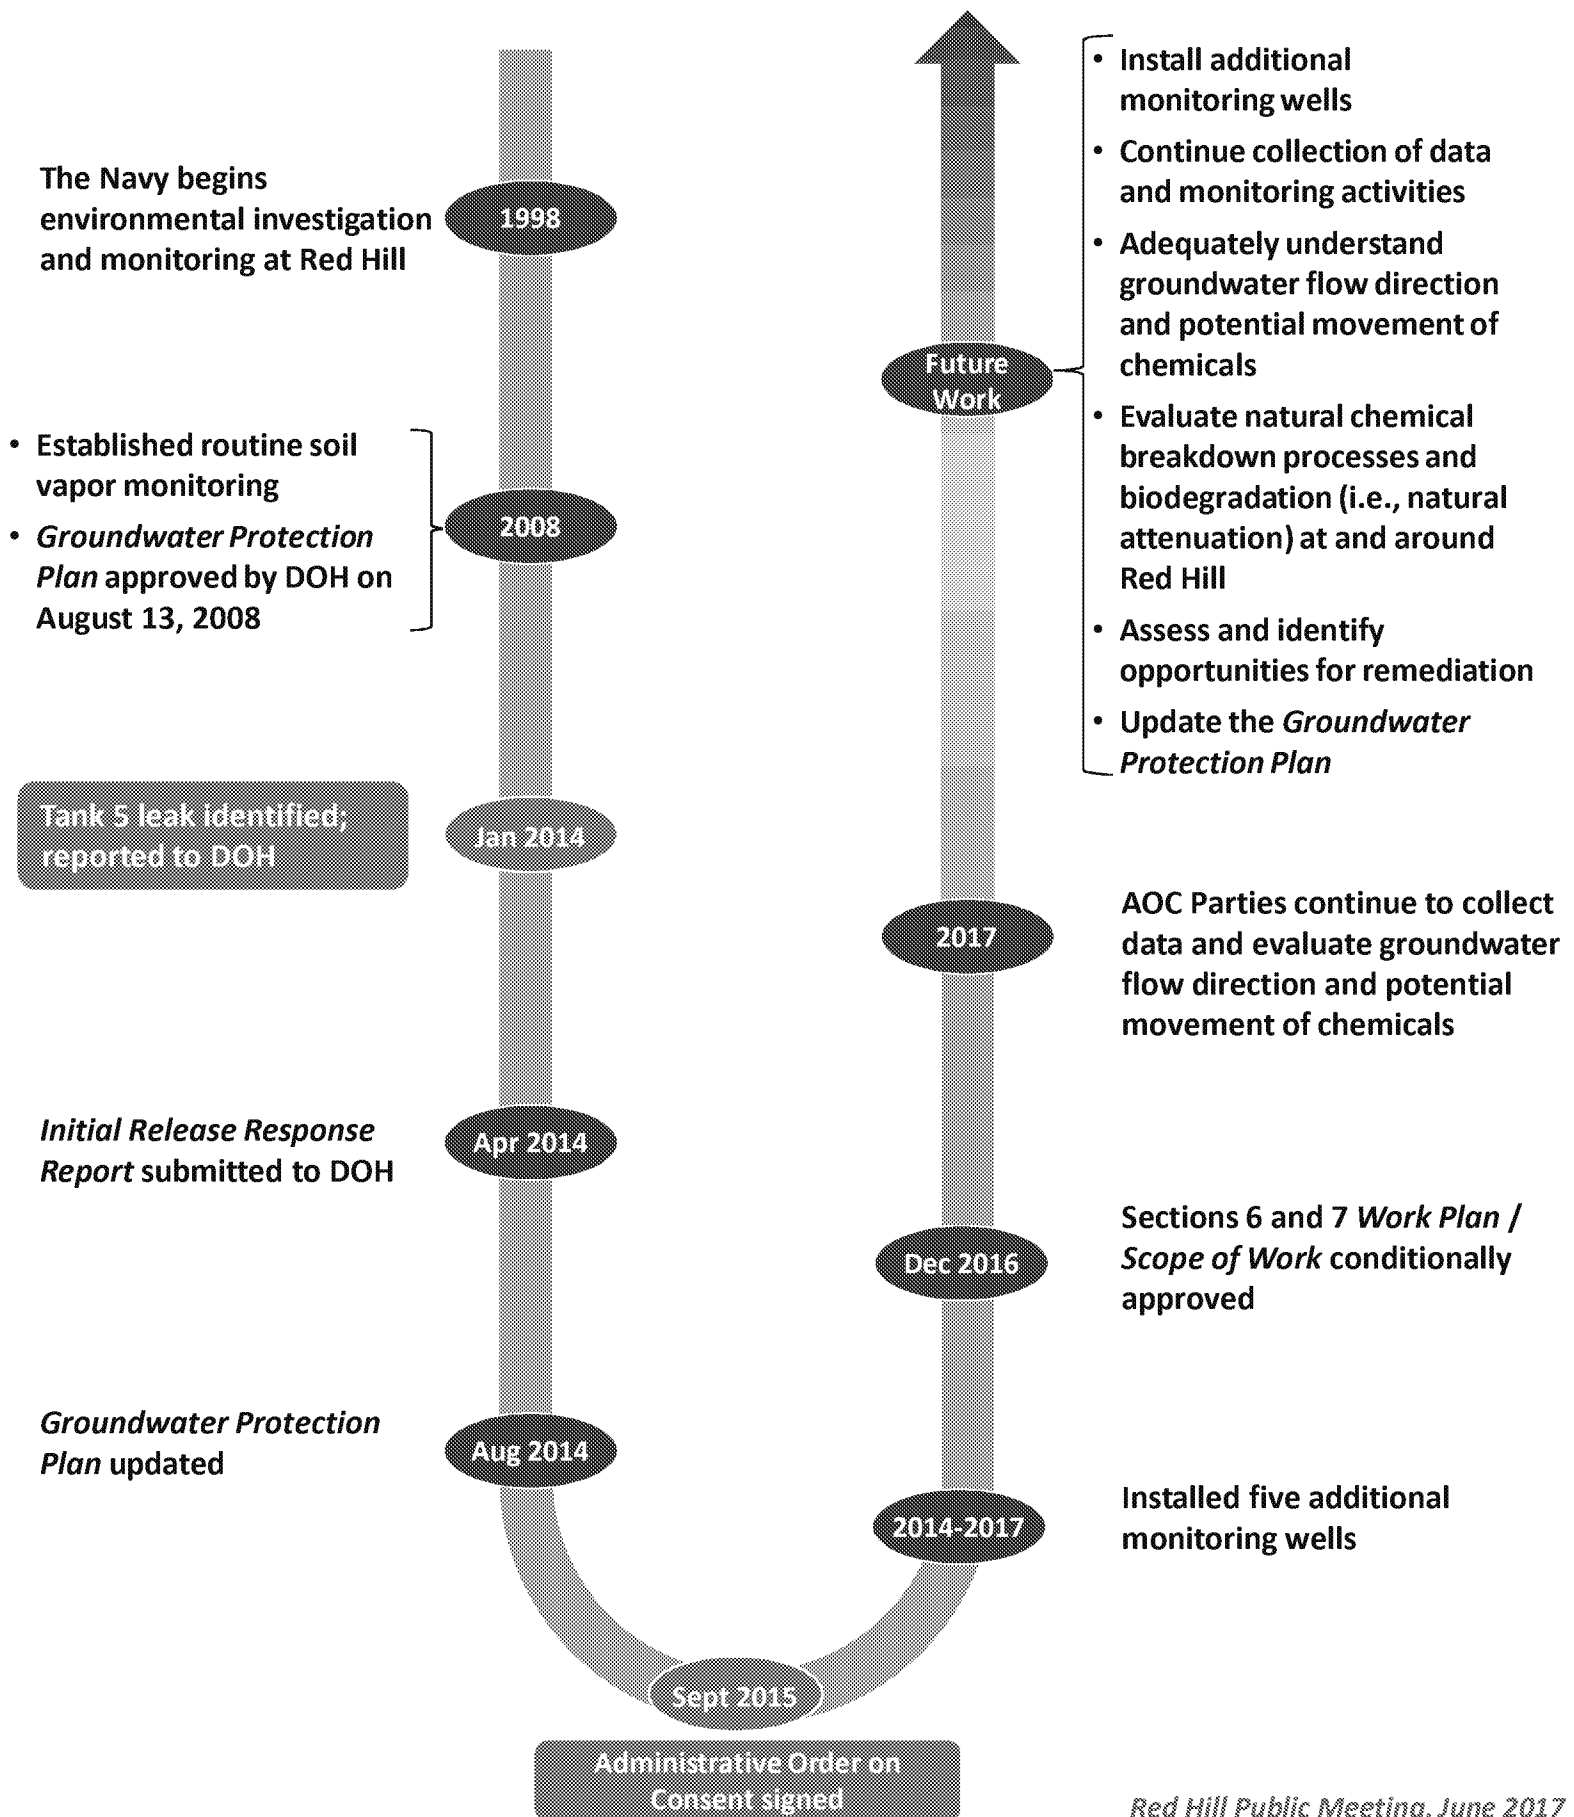 The Navy begins
environmental investigation
and monitoring at Red Hill
1998
• Established routine soil
vapor monitoring
• Groundwater Protection
Plan approved by DOH on
August 13, 2008
2008
Tank 5 leak identified;
reported to DOH
Jan 2014
Initial Release Response
Report submitted to DOH
Apr 2014
Groundwater Protection
Plan updated
Aug 2014
Sept 2015
Administrative Order on
Consent signed
2014-2017
Installed five additional
monitoring wells
Dec 2016
Sections 6 and 7 Work Plan /
Scope of Work conditionally
approved
2017
AOC Parties continue to collect
data and evaluate groundwater
flow direction and potential
movement of chemicals
Future
Work
• Install additional
monitoring wells
• Continue collection of data
and monitoring activities
• Adequately understand
groundwater flow direction
and potential movement of
chemicals
• Evaluate natural chemical
breakdown processes and
biodegradation (i.e., natural
attenuation) at and around
Red Hill
• Assess and identify
opportunities for remediation
• Update the Groundwater
Protection Plan
Red Hill Public Meeting, June 2017